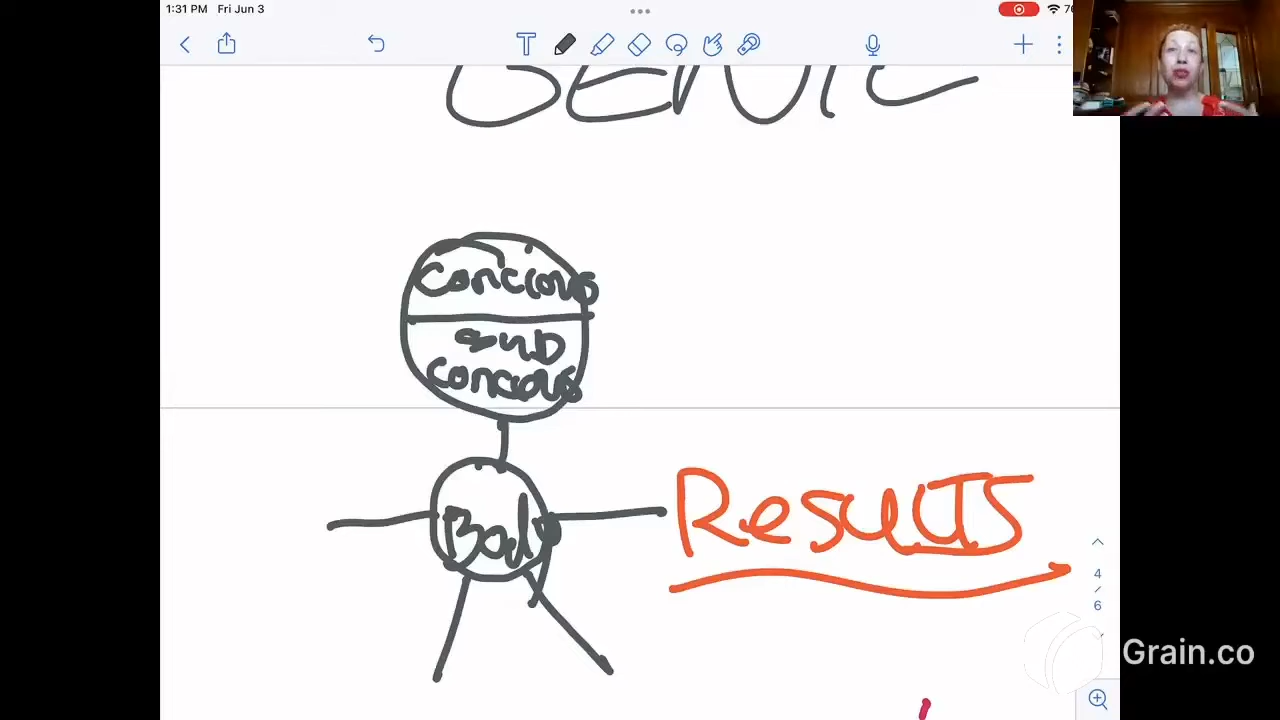 1:31 PM Fri Jun 3
Concious
sub
concious
Body
Results
4
/
6
Grain.co